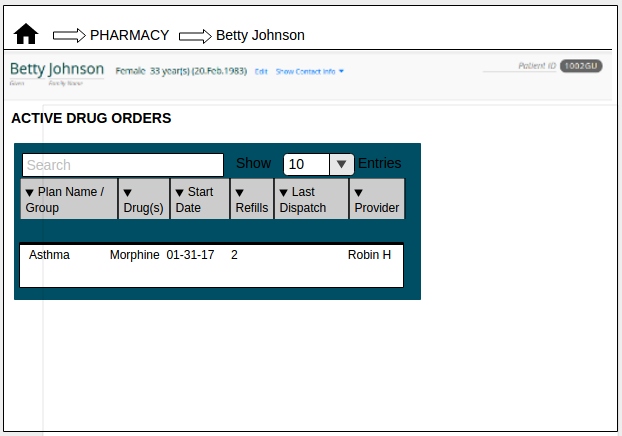 PHARMACY Betty Johnson
Betty Johnson Female 33 year(s) (20.Feb.1983) Edit Show Contact Info Patient ID 1002GU
Given Family Name
ACTIVE DRUG ORDERS
Search Show 10 Entries
Plan Name / Group Drug(s) Start Date Refills Last Dispatch Provider
Asthma Morphine 01-31-17 2 Robin H